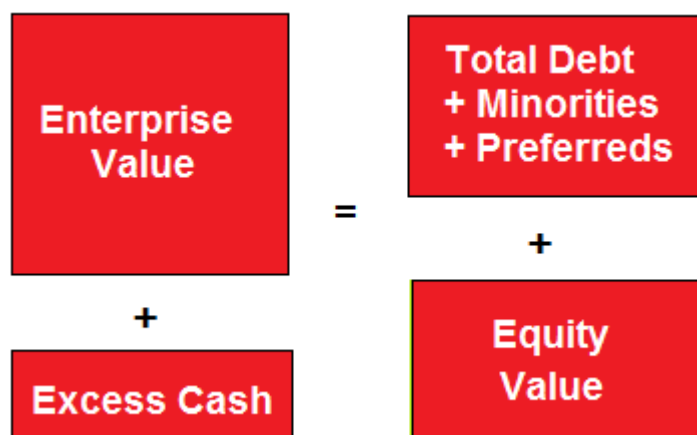 Enterprise
Value
+
Excess Cash
=
Total Debt
+ Minorities
+ Preferreds
+
Equity
Value